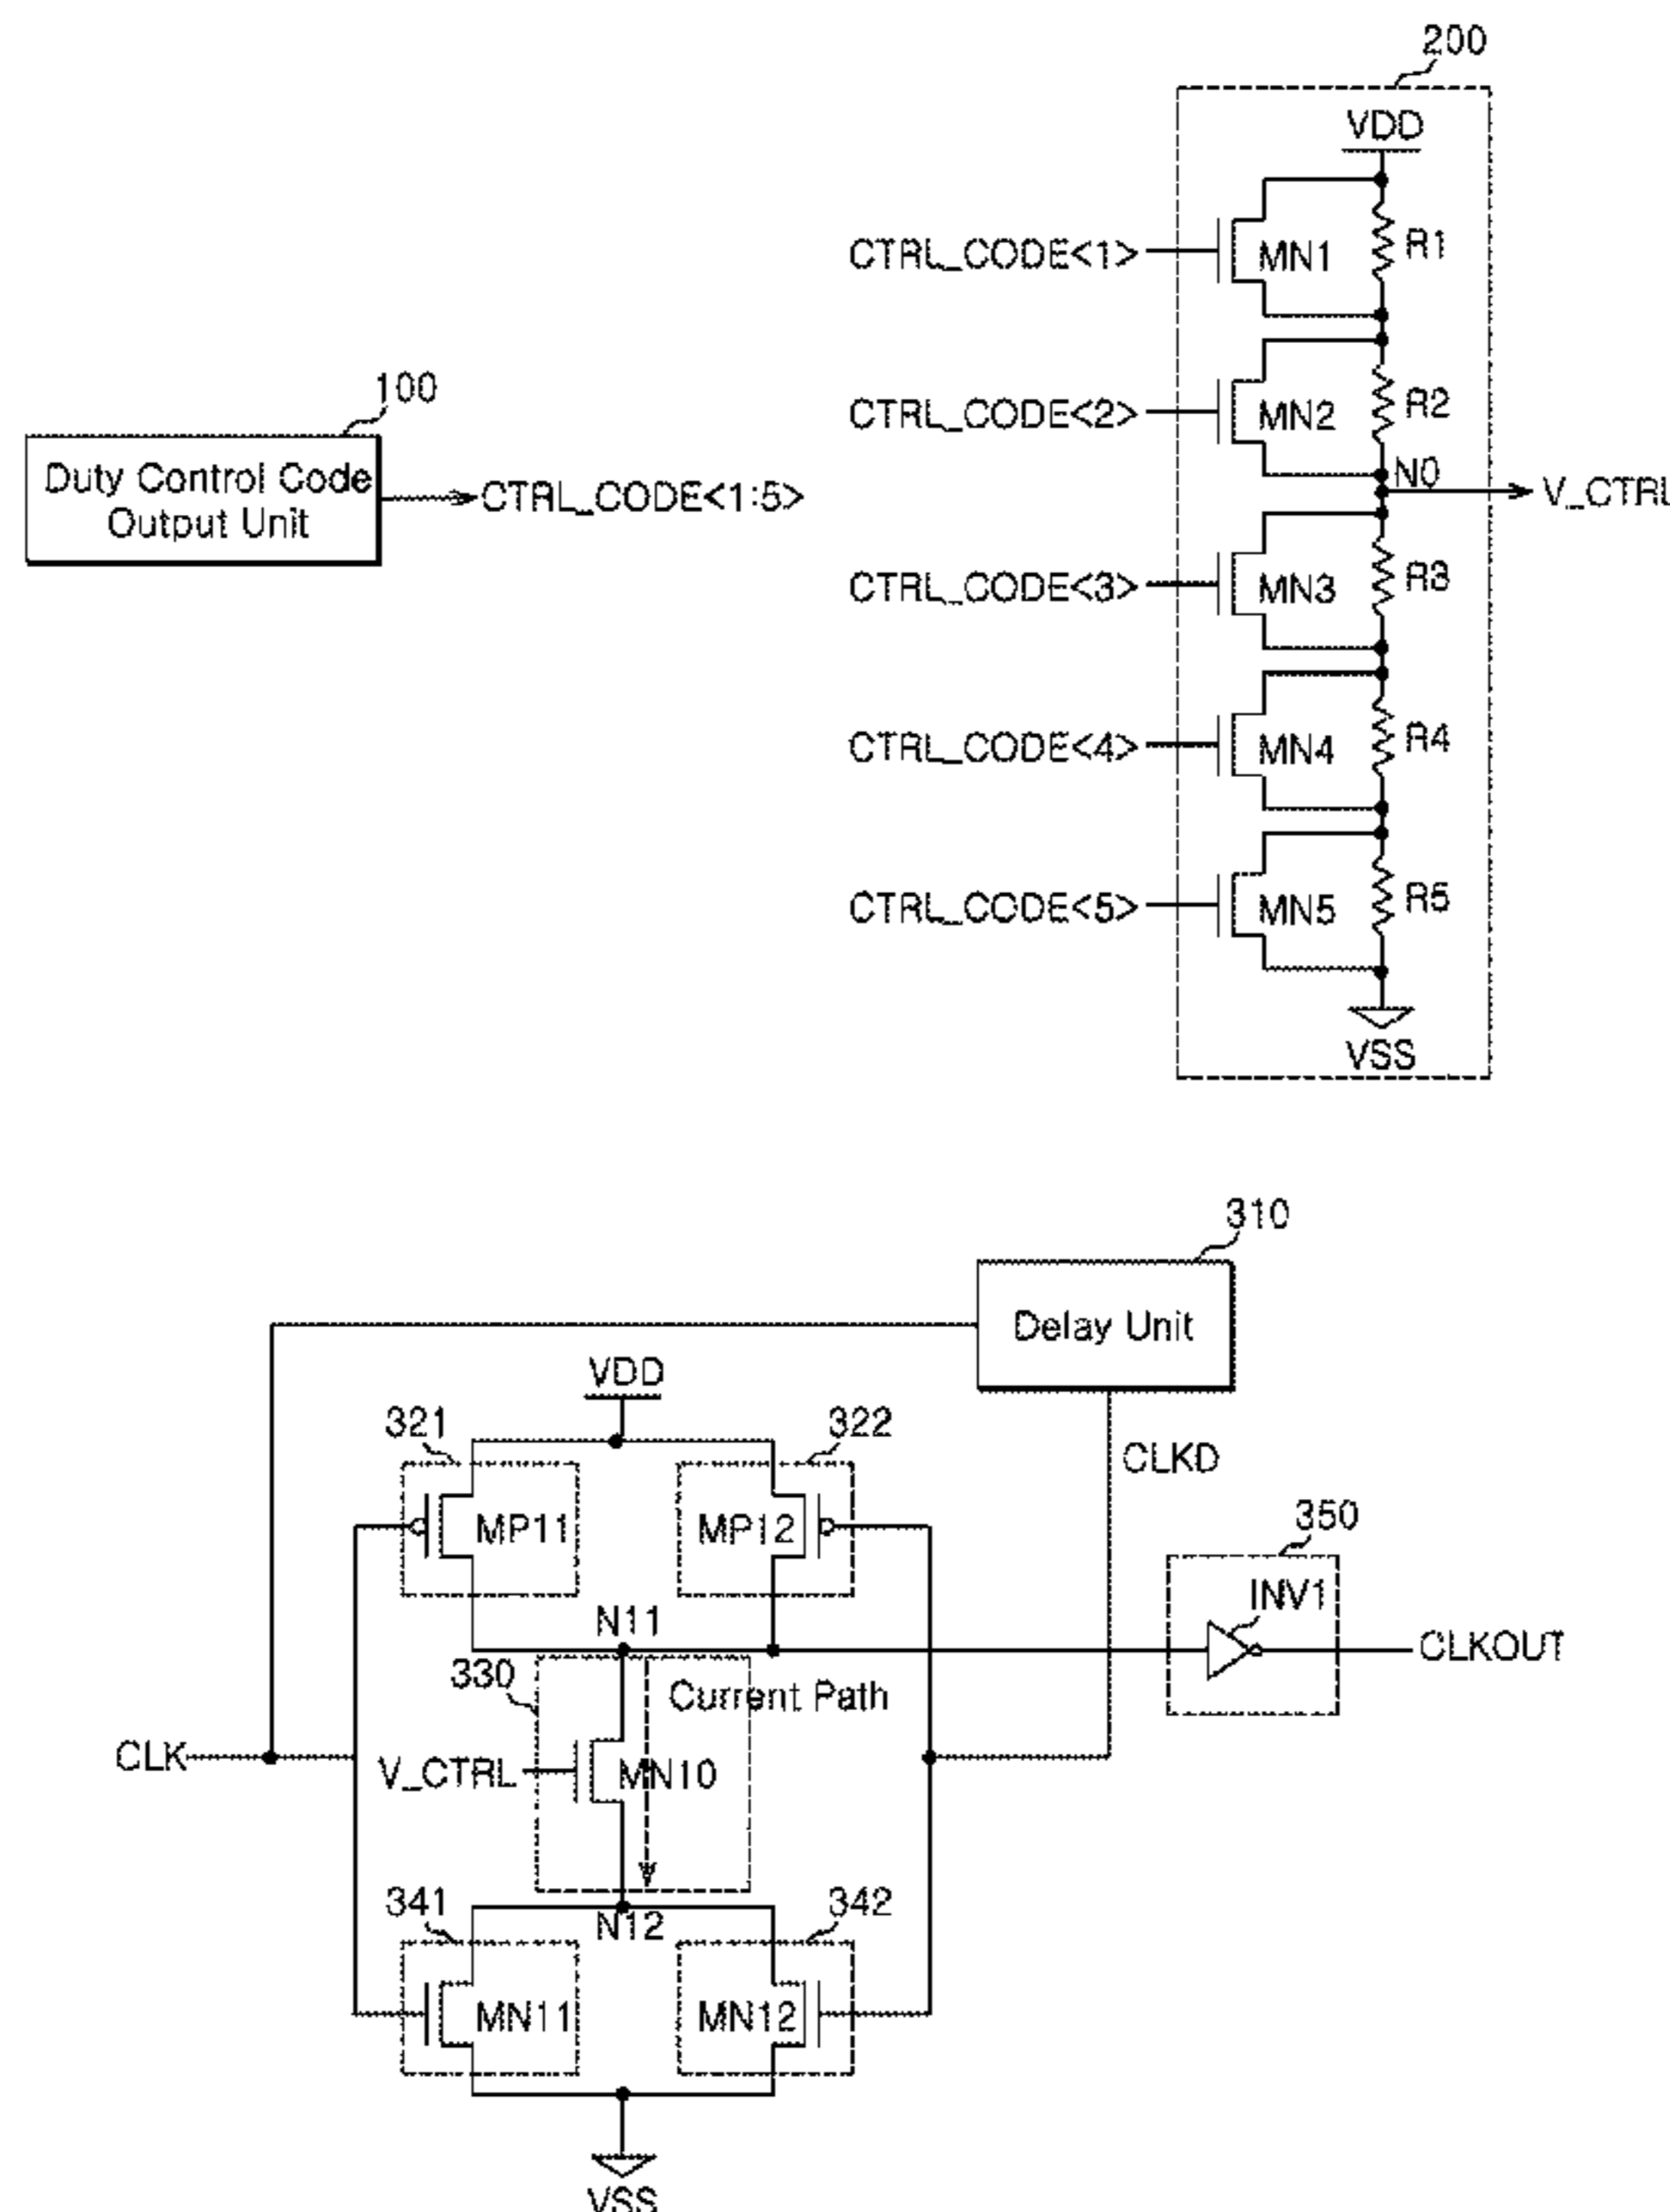 200
VDD
CTRL_CODE<1>
MN1
R1
100
CTRL_CODE<2>
MN2
R2
Duty Control Code
Output Unit
CTRL_CODE<1:5>
N0
V_CTRL
CTRL_CODE<3>
MN3
R3
CTRL_CODE<4>
MN4
R4
CTRL_CODE<5>
MN5
R5
VSS
310
Delay Unit
VDD
321
322
CLKD
MP11
MP12
350
INV1
N11
CLKOUT
330
Current Path
CLK
V_CTRL
MN10
341
N12
342
MN11
MN12
VSS